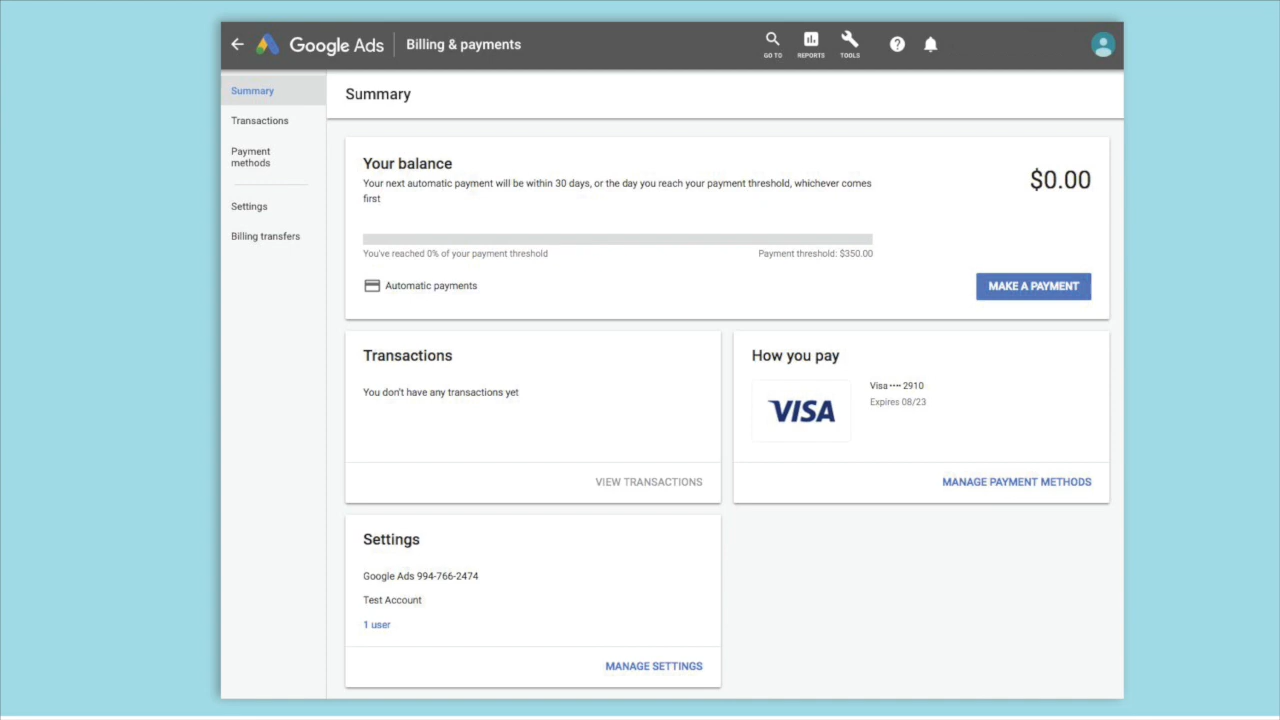 Google Ads
Billing & payments
GO TO
REPORTS
TOOLS
Summary
Transactions
Payment
methods
Settings
Billing transfers
Summary
Your balance
Your next automatic payment will be within 30 days, or the day you reach your payment threshold, whichever comes
first
$0.00
You've reached 0% of your payment threshold
Payment threshold: $350.00
Automatic payments
MAKE A PAYMENT
Transactions
You don't have any transactions yet
VIEW TRANSACTIONS
How you pay
VISA
Visa •••• 2910
Expires 08/23
MANAGE PAYMENT METHODS
Settings
Google Ads 994-766-2474
Test Account
1 user
MANAGE SETTINGS